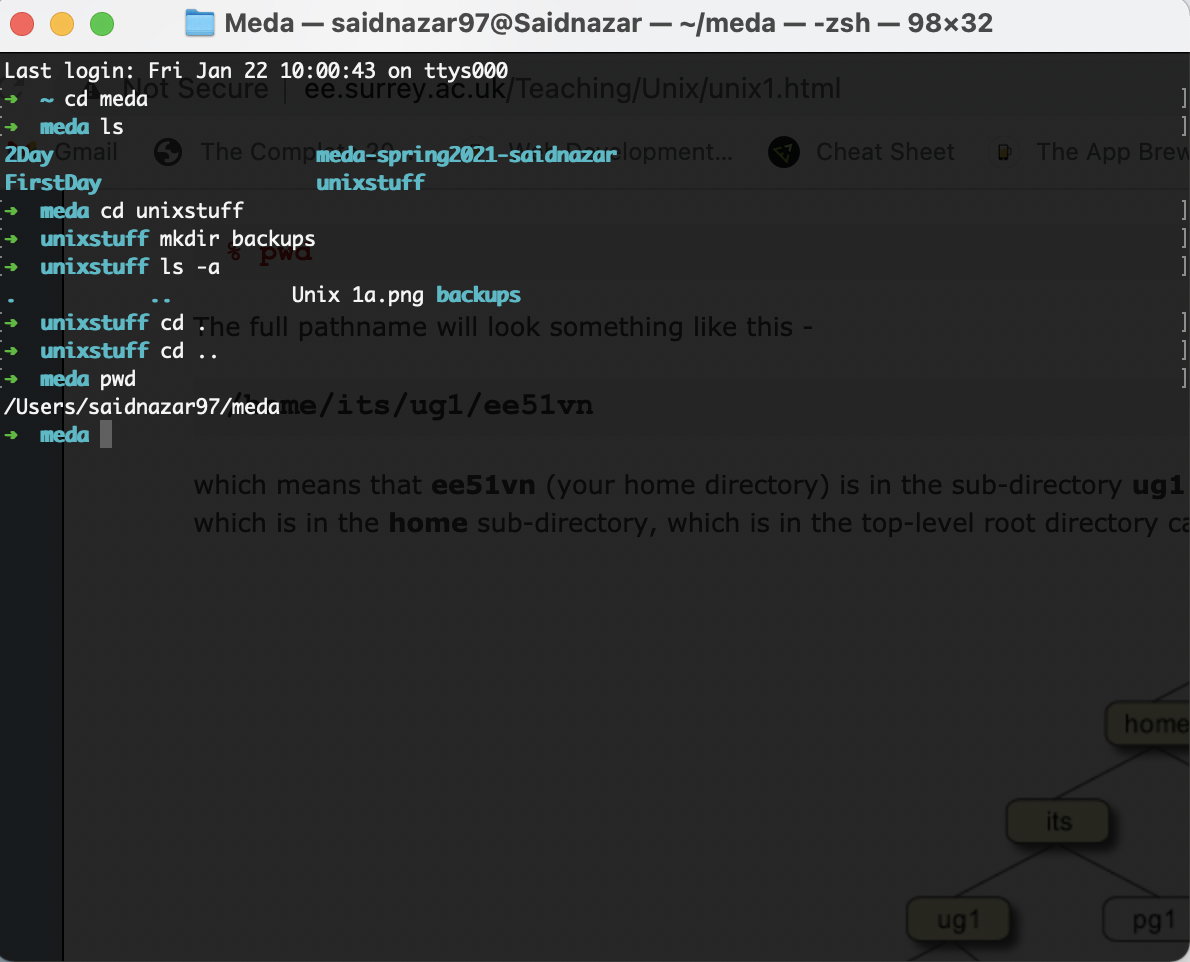 Meda — saidnazar97@Saidnazar — ~/meda — -zsh — 98×32
Last login: Fri Jan 22 10:00:43 on ttys000
Not Secure | ee.surrey.ac.uk/Teaching/Unix/unix1.html
➜  ~ cd meda
➜  meda ls
Gmail The Comp Development... Cheat Sheet The App Brew
2Day meda-spring2021-saidnazar
FirstDay unixstuff
➜  meda cd unixstuff
➜  unixstuff mkdir backups
% pwd
➜  unixstuff ls -a
. .. Unix 1a.png backups
➜  unixstuff cd .
The full pathname will look something like this -
➜  unixstuff cd ..
➜  meda pwd
/Users/saidnazar97/meda
/home/its/ug1/ee51vn
➜  meda
which means that ee51vn (your home directory) is in the sub-directory ug1
which is in the home sub-directory, which is in the top-level root directory ca
home
its
ug1 pg1